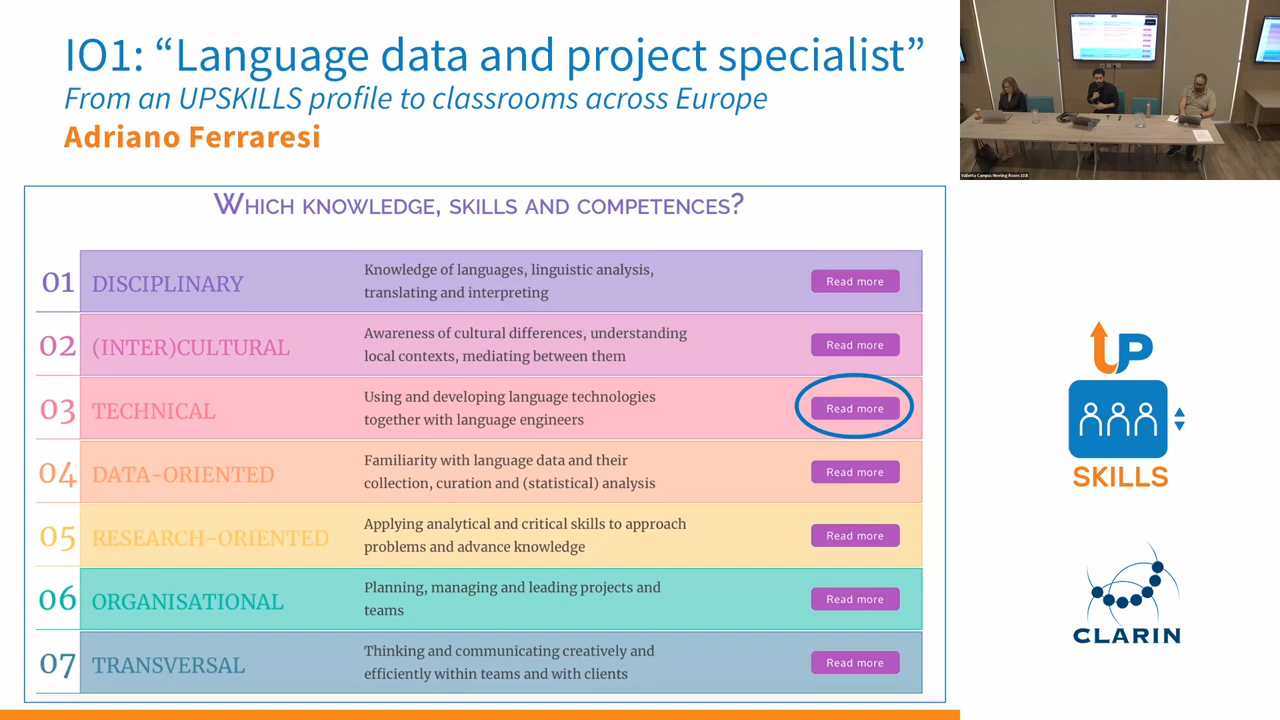 IO1: “Language data and project specialist”
From an UPSKILLS profile to classrooms across Europe
Adriano Ferraresi
WHICH KNOWLEDGE, SKILLS AND COMPETENCES?
01 DISCIPLINARY
Knowledge of languages, linguistic analysis,
translating and interpreting
Read more
02 (INTER)CULTURAL
Awareness of cultural differences, understanding
local contexts, mediating between them
Read more
03 TECHNICAL
Using and developing language technologies
together with language engineers
Read more
04 DATA-ORIENTED
Familiarity with language data and their
collection, curation and (statistical) analysis
Read more
05 RESEARCH-ORIENTED
Applying analytical and critical skills to approach
problems and advance knowledge
Read more
06 ORGANISATIONAL
Planning, managing and leading projects and
teams
Read more
07 TRANSVERSAL
Thinking and communicating creatively and
efficiently within teams and with clients
Read more
UP
SKILLS
CLARIN